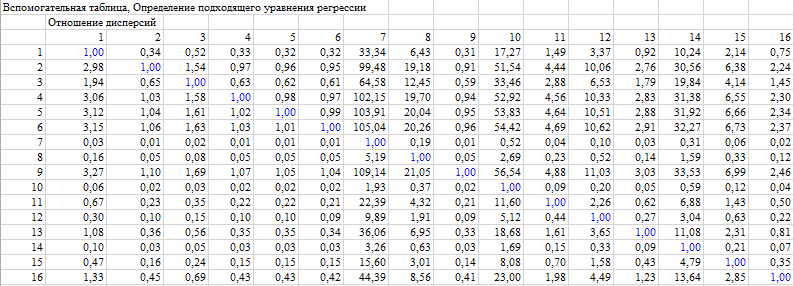 Вспомогательная таблица, Определение подходящего уравнения регрессии
Отношение дисперсий
1 2 3 4 5 6 7 8 9 10 11 12 13 14 15 16
1 1,00 0,34 0,52 0,33 0,32 0,32 33,34 6,43 0,31 17,27 1,49 3,37 0,92 10,24 2,14 0,75
2 2,98 1,00 1,54 0,97 0,96 0,95 99,48 19,18 0,91 51,54 4,44 10,06 2,76 30,56 6,38 2,24
3 1,94 0,65 1,00 0,63 0,62 0,61 64,58 12,45 0,59 33,46 2,88 6,53 1,79 19,84 4,14 1,45
4 3,06 1,03 1,58 1,00 0,98 0,97 102,15 19,70 0,94 52,92 4,56 10,33 2,83 31,38 6,55 2,30
5 3,12 1,04 1,61 1,02 1,00 0,99 103,91 20,04 0,95 53,83 4,64 10,51 2,88 31,92 6,66 2,34
6 3,15 1,06 1,63 1,03 1,01 1,00 105,04 20,26 0,96 54,42 4,69 10,62 2,91 32,27 6,73 2,37
7 0,03 0,01 0,02 0,01 0,01 0,01 1,00 0,19 0,01 0,52 0,04 0,10 0,03 0,31 0,06 0,02
8 0,16 0,05 0,08 0,05 0,05 0,05 5,19 1,00 0,05 2,69 0,23 0,52 0,14 1,59 0,33 0,12
9 3,27 1,10 1,69 1,07 1,05 1,04 109,14 21,05 1,00 56,54 4,88 11,03 3,03 33,53 6,99 2,46
10 0,06 0,02 0,03 0,02 0,02 0,02 1,93 0,37 0,02 1,00 0,09 0,20 0,05 0,59 0,12 0,04
11 0,67 0,23 0,35 0,22 0,22 0,21 22,39 4,32 0,21 11,60 1,00 2,26 0,62 6,88 1,43 0,50
12 0,30 0,10 0,15 0,10 0,10 0,09 9,89 1,91 0,09 5,12 0,44 1,00 0,27 3,04 0,63 0,22
13 1,08 0,36 0,56 0,35 0,35 0,34 36,06 6,95 0,33 18,68 1,61 3,65 1,00 11,08 2,31 0,81
14 0,10 0,03 0,05 0,03 0,03 0,03 3,26 0,63 0,03 1,69 0,15 0,33 0,09 1,00 0,21 0,07
15 0,47 0,16 0,24 0,15 0,15 0,15 15,60 3,01 0,14 8,08 0,70 1,58 0,43 4,79 1,00 0,35
16 1,33 0,45 0,69 0,43 0,43 0,42 44,39 8,56 0,41 23,00 1,98 4,49 1,23 13,64 2,85 1,00